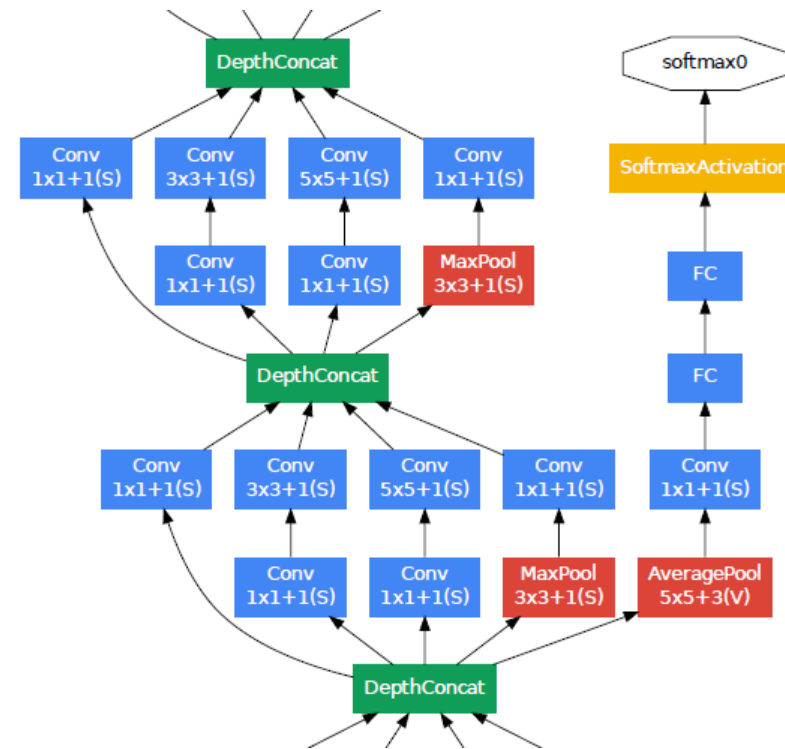 DepthConcat
softmax0
Conv
1x1+1(S)
Conv
3x3+1(S)
Conv
5x5+1(S)
Conv
1x1+1(S)
SoftmaxActivation
Conv
1x1+1(S)
Conv
1x1+1(S)
MaxPool
3x3+1(S)
FC
DepthConcat
FC
Conv
1x1+1(S)
Conv
3x3+1(S)
Conv
5x5+1(S)
Conv
1x1+1(S)
Conv
1x1+1(S)
Conv
1x1+1(S)
Conv
1x1+1(S)
MaxPool
3x3+1(S)
AveragePool
5x5+3(V)
DepthConcat